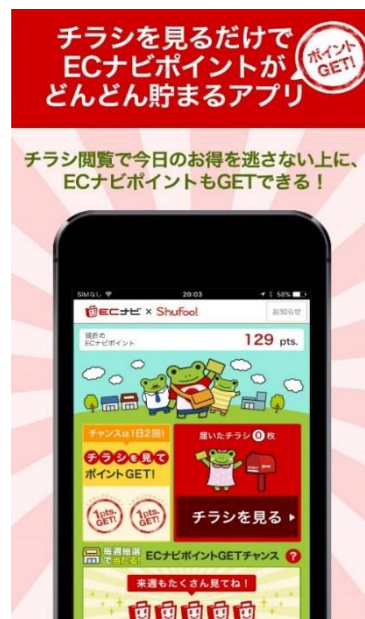 チラシを見るだけで
ECナビポイントが
どんどん貯まるアプリ
ポイント
GET!
チラシ閲覧で今日のお得を逃さない上に、
ECナビポイントもGETできる！
SIMなし 20:03 58%
ECナビ × Shufoo!
お知らせ
現在の
ECナビポイント
129 pts.
チャンスは1日2回!
チラシを見て
ポイントGET!
1pts.
GET!
1pts.
GET!
届いたチラシ 0 枚
チラシを見る
毎週抽選
で当たる!
ECナビポイントGETチャンス ?
来週もたくさん見てね！